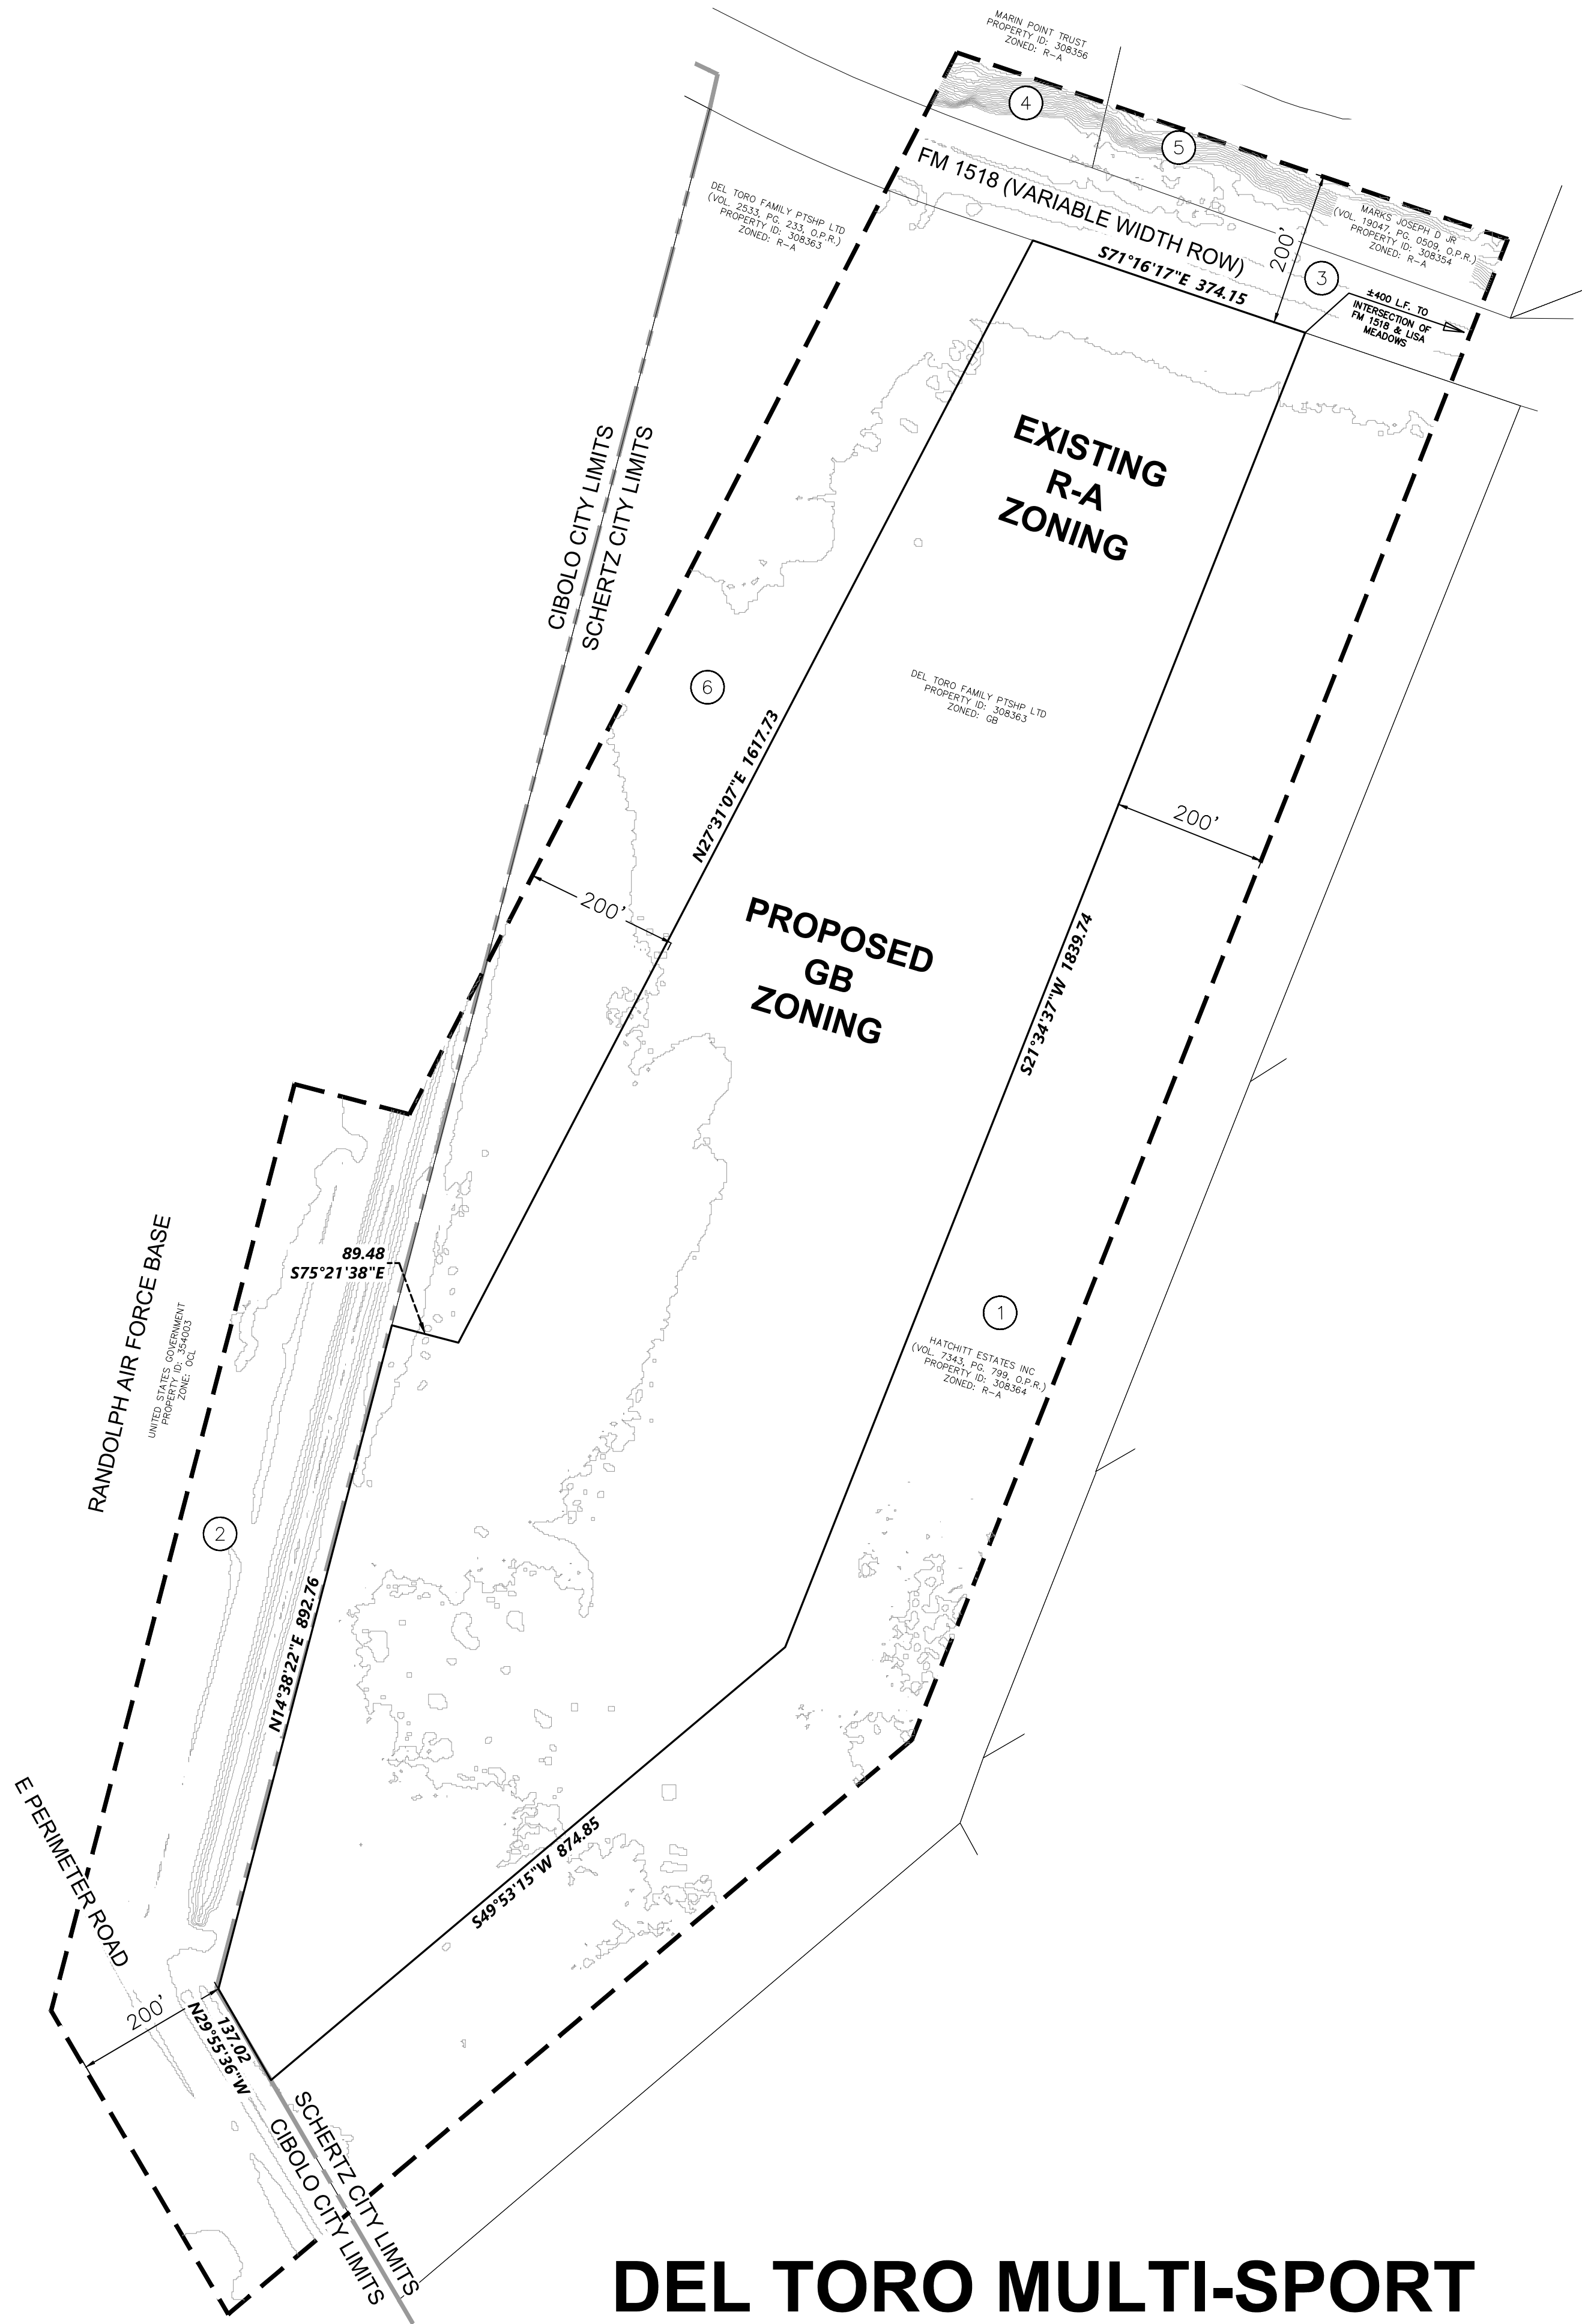 MARIN POINT TRUST
PROPERTY ID: 308356
ZONED: R-A
4
5
FM 1518 (VARIABLE WIDTH ROW)
S71°16'17"E 374.15
200'
3
DEL TORO FAMILY PTSHP LTD
(VOL. 2533, PG. 233, O.P.R.)
PROPERTY ID: 308363
ZONED: R-A
MARKS JOSEPH D JR
(VOL. 19047, PG. 0509, O.P.R.)
PROPERTY ID: 308354
ZONED: R-A
±400 L.F. TO
INTERSECTION OF
FM 1518 & LISA
MEADOWS
CIBOLO CITY LIMITS
SCHERTZ CITY LIMITS
EXISTING
R-A
ZONING
6
DEL TORO FAMILY PTSHP LTD
PROPERTY ID: 308363
ZONED: GB
N27°31'07"E 1617.73
200'
200'
PROPOSED
GB
ZONING
S21°34'37"W 1839.74
89.48
S75°21'38"E
RANDOLPH AIR FORCE BASE
UNITED STATES GOVERNMENT
PROPERTY ID: 354003
ZONE: OCL
1
HATCHITT ESTATES INC
(VOL. 7343, PG. 799, O.P.R.)
PROPERTY ID: 308364
ZONED: R-A
2
N14°38'22"E 892.76
S49°53'15"W 874.85
E PERIMETER ROAD
200'
137.02
N29°55'36"W
SCHERTZ CITY LIMITS
CIBOLO CITY LIMITS
DEL TORO MULTI-SPORT